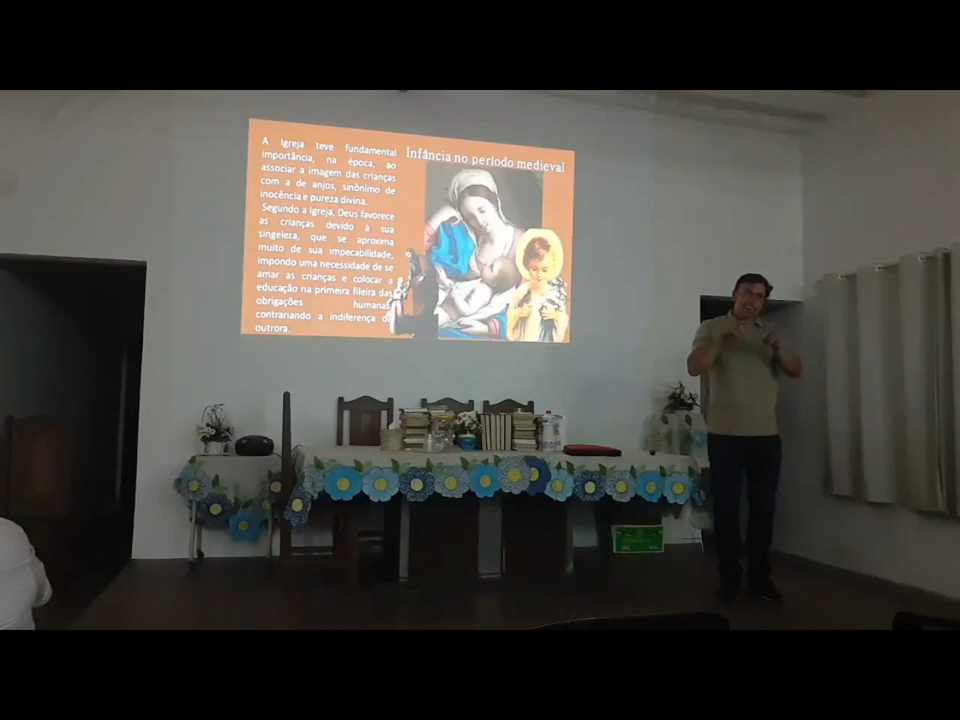 A Igreja teve fundamental
importância, na época, ao
associar a imagem das crianças
com a de anjos, sinônimo de
inocência e pureza divina.
Segundo a Igreja, Deus favorece
as crianças devido à sua
singeleza, que se aproxima
muito de sua impecabilidade,
impondo uma necessidade de se
amar as crianças e colocar a
educação na primeira fileira das
obrigações humanas
contrariando a indiferença de
outrora.
Infância no período medieval